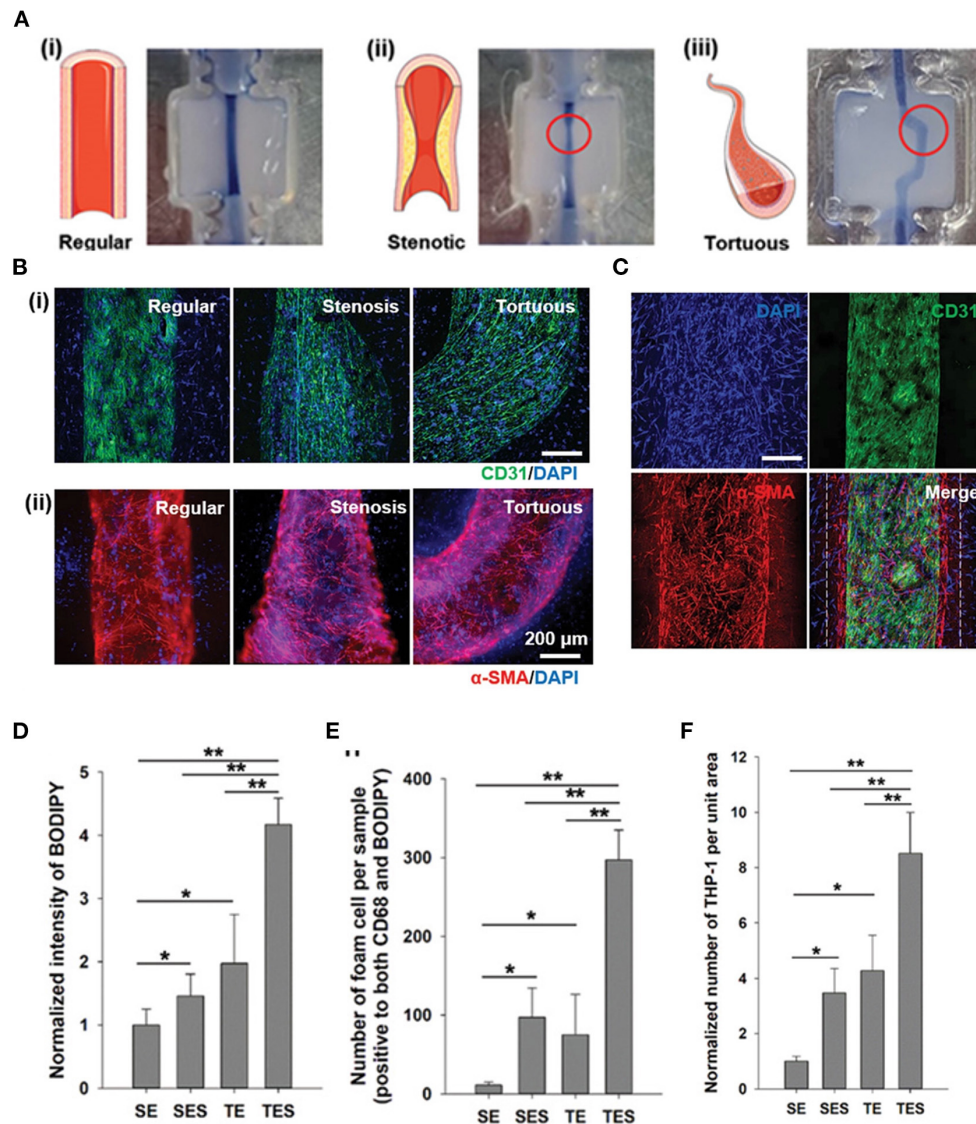 A
(i)
(ii)
(iii)
Regular
Stenotic
Tortuous
B
(i)
Regular
Stenosis
Tortuous
CD31/DAPI
(ii)
Regular
Stenosis
Tortuous
200 µm
α-SMA/DAPI
C
DAPI
CD31
α-SMA
Merge
D
Normalized intensity of BODIPY
5
4
3
2
1
0
**
**
**
*
*
SE SES TE TES
E
Number of foam cell per sample
(positive to both CD68 and BODIPY)
400
300
200
100
0
**
**
**
*
*
SE SES TE TES
F
Normalized number of THP-1 per unit area
12
10
8
6
4
2
0
**
**
**
*
*
SE SES TE TES